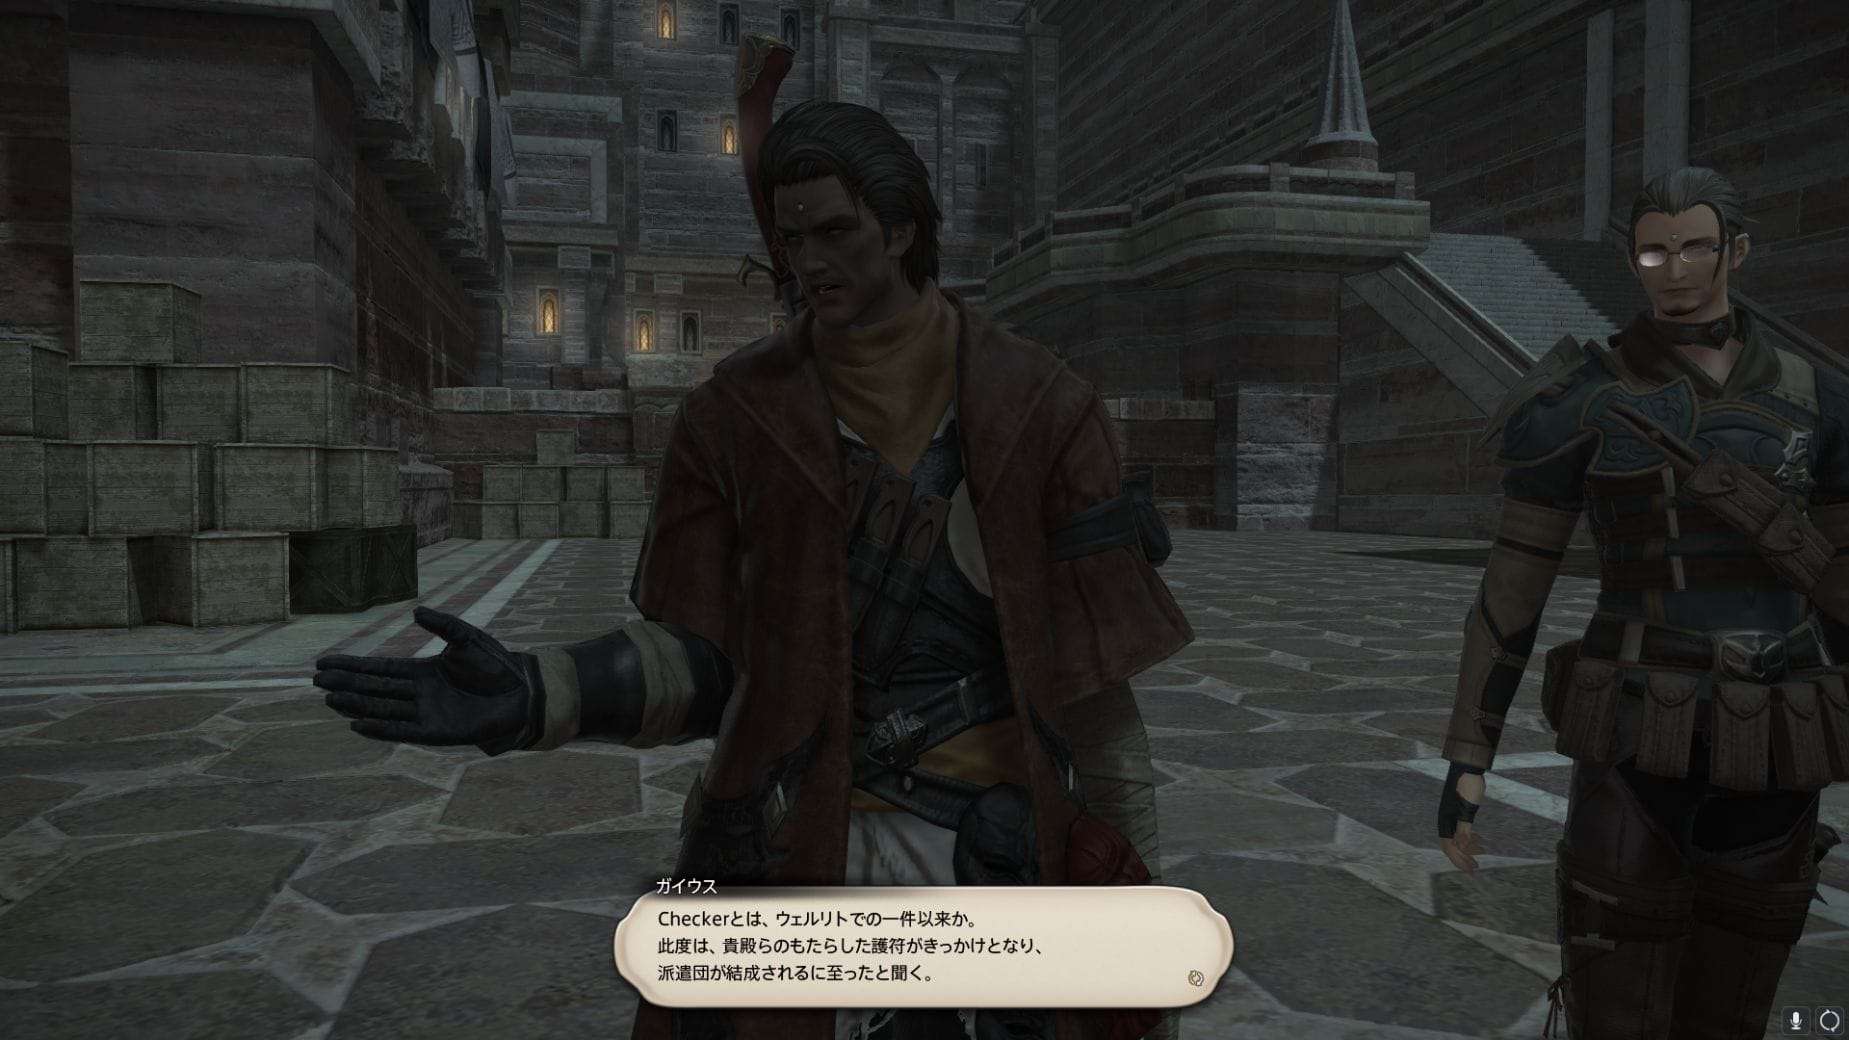 ガイウス
Checkerとは、ウェルリトでの一件以来か。
此度は、貴殿らのもたらした護符がきっかけとなり、
派遣団が結成されるに至ったと聞く。